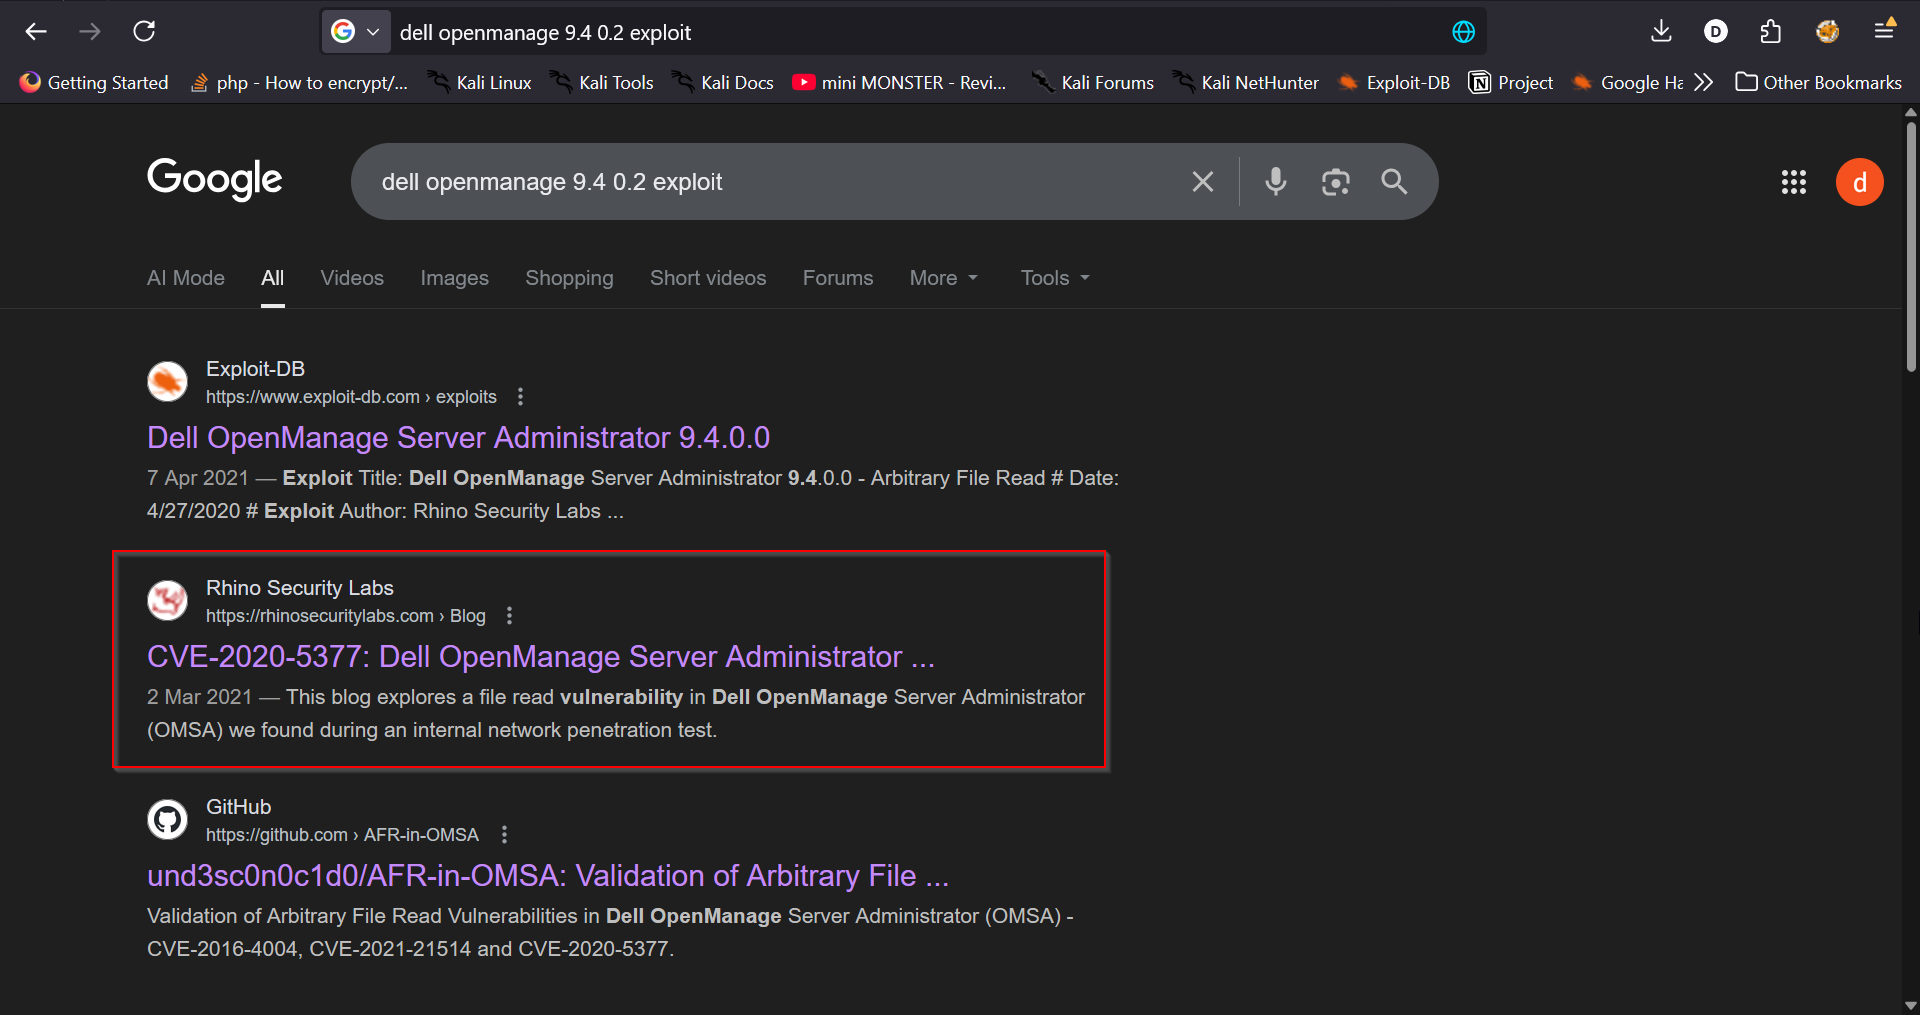 dell openmanage 9.4 0.2 exploit
D
Getting Started
php - How to encrypt/...
Kali Linux
Kali Tools
Kali Docs
mini MONSTER - Revi...
Kali Forums
Kali NetHunter
Exploit-DB
Project
Google Ha
Other Bookmarks
Google
dell openmanage 9.4 0.2 exploit
d
AI Mode
All
Videos
Images
Shopping
Short videos
Forums
More
Tools
Exploit-DB
https://www.exploit-db.com › exploits
Dell OpenManage Server Administrator 9.4.0.0
7 Apr 2021 — Exploit Title: Dell OpenManage Server Administrator 9.4.0.0 - Arbitrary File Read # Date:
4/27/2020 # Exploit Author: Rhino Security Labs ...
Rhino Security Labs
https://rhinosecuritylabs.com › Blog
CVE-2020-5377: Dell OpenManage Server Administrator ...
2 Mar 2021 — This blog explores a file read vulnerability in Dell OpenManage Server Administrator
(OMSA) we found during an internal network penetration test.
GitHub
https://github.com › AFR-in-OMSA
und3sc0n0c1d0/AFR-in-OMSA: Validation of Arbitrary File ...
Validation of Arbitrary File Read Vulnerabilities in Dell OpenManage Server Administrator (OMSA) -
CVE-2016-4004, CVE-2021-21514 and CVE-2020-5377.